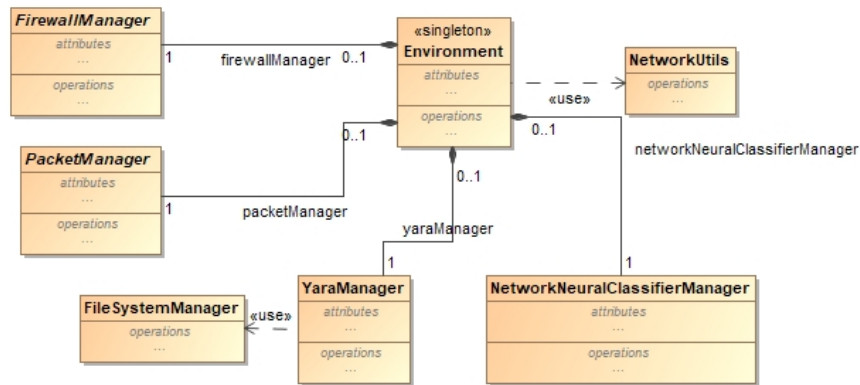 FirewallManager
attributes
...
operations
...
1
firewallManager
0..1
«singleton»
Environment
attributes
...
operations
...
«use»
NetworkUtils
operations
...
PacketManager
attributes
...
operations
...
1
packetManager
0..1
0..1
yaraManager
1
0..1
networkNeuralClassifierManager
1
FileSystemManager
operations
...
«use»
YaraManager
attributes
...
operations
...
NetworkNeuralClassifierManager
attributes
...
operations
...